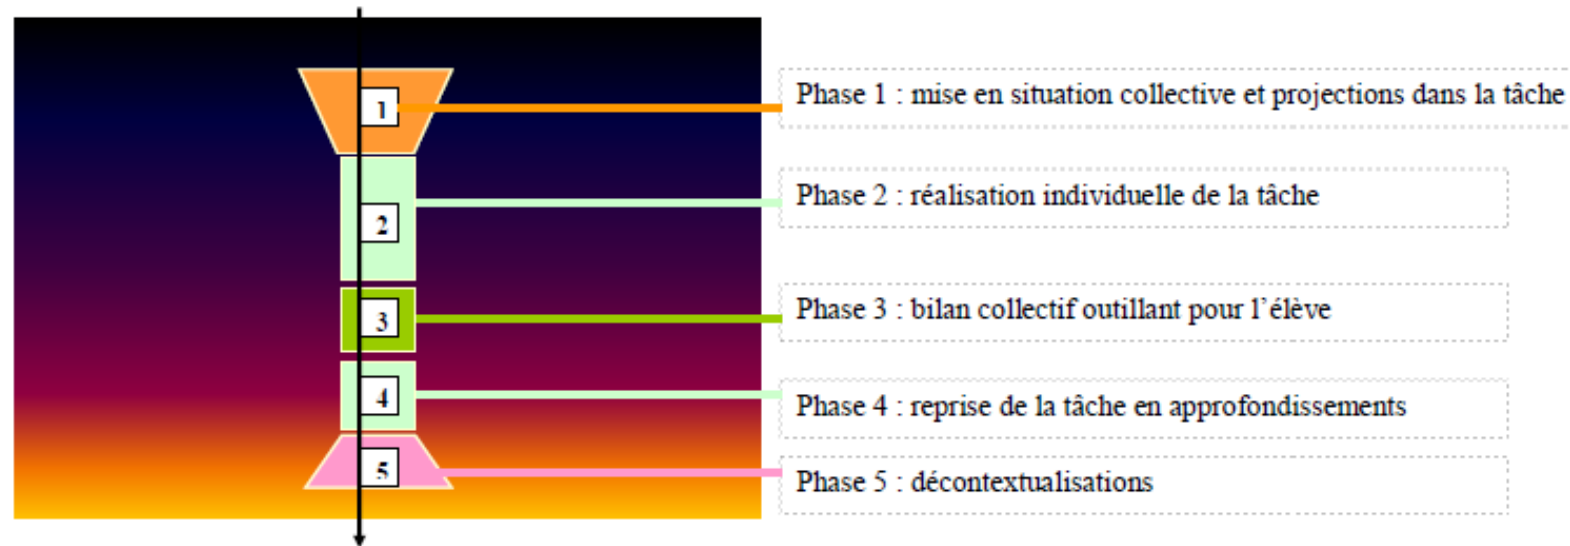 1
Phase 1 : mise en situation collective et projections dans la tâche
2
Phase 2 : réalisation individuelle de la tâche
3
Phase 3 : bilan collectif outillant pour l’élève
4
Phase 4 : reprise de la tâche en approfondissements
5
Phase 5 : décontextualisations